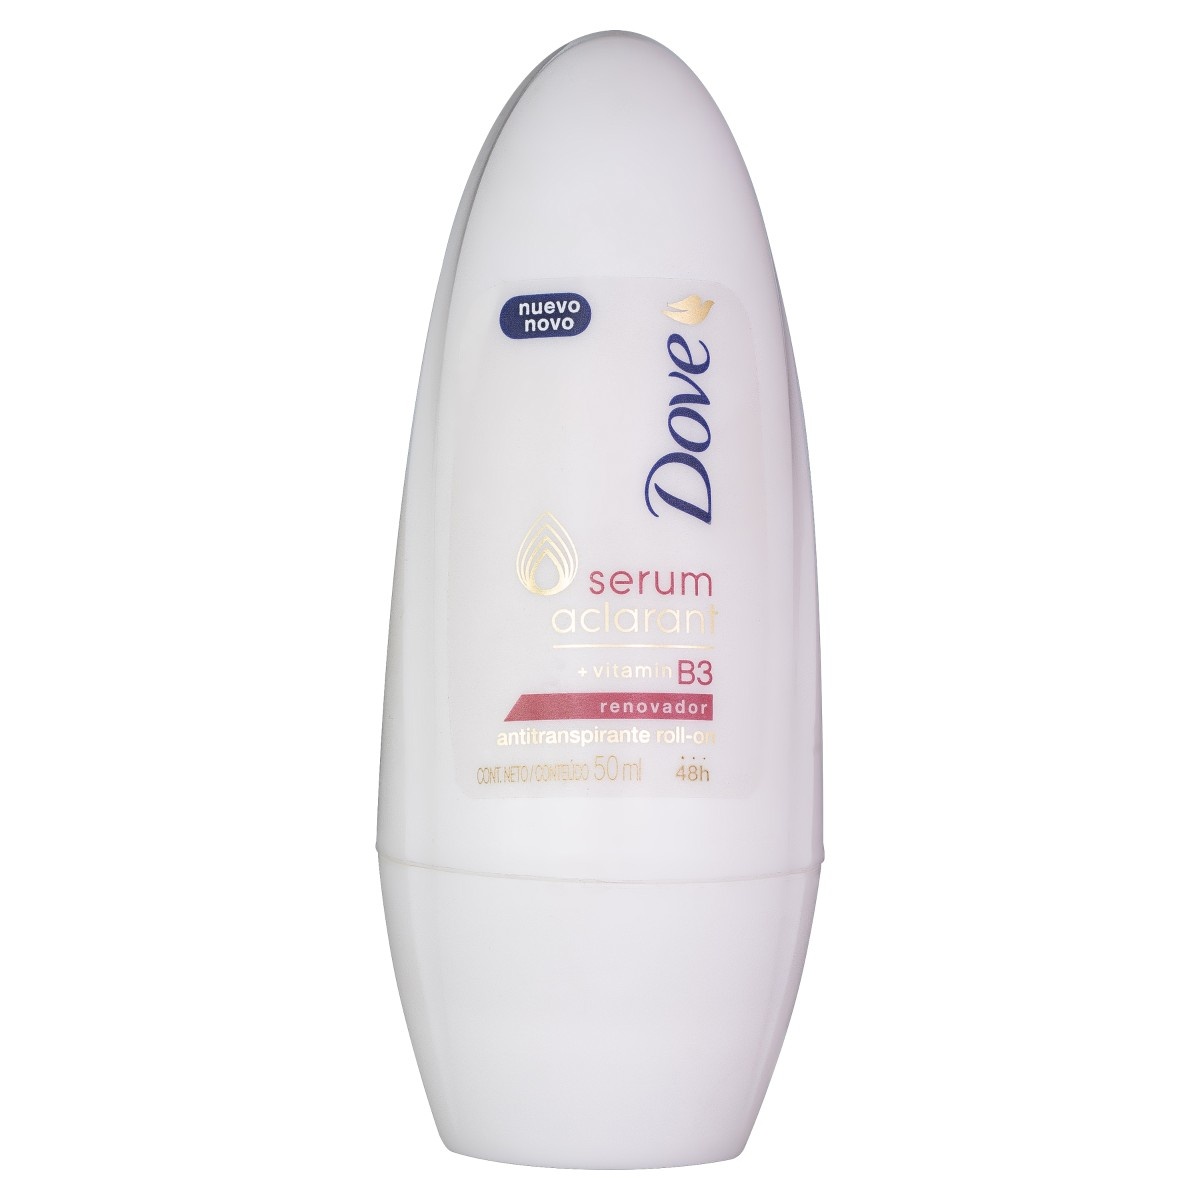 nuevo
novo
Dove
serum
aclarant
+ vitamin B3
renovador
antitranspirante roll-on
CONT. NETO/CONTEÚDO 50 ml
48h